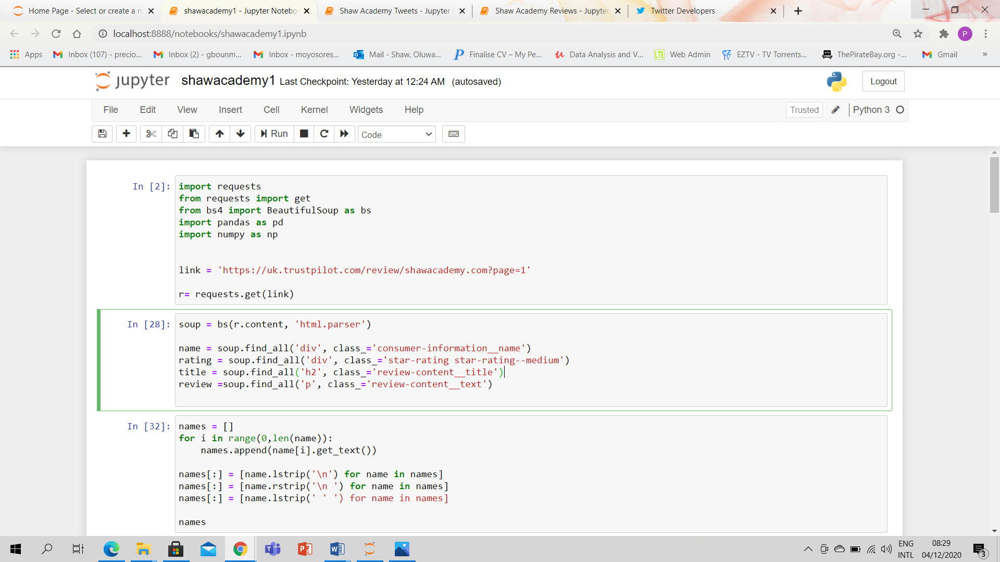 Home Page - Select or create a n
shawacademy1 - Jupyter Notebo
Shaw Academy Tweets - Jupyter
Shaw Academy Reviews - Jupyter
Twitter Developers
localhost:8888/notebooks/shawacademy1.ipynb
P
Apps
Inbox (107) - precio...
Inbox (2) - gbounm...
Inbox - moyosores...
Mail - Shaw, Oluwa...
Finalise CV – My Pe...
Data Analysis and V...
LTE
Web Admin
EZTV - TV Torrents...
ThePirateBay.org -...
Gmail
»
jupyter shawacademy1 Last Checkpoint: Yesterday at 12:24 AM (autosaved)
Logout
File Edit View Insert Cell Kernel Widgets Help
Trusted
Python 3
Run
Code
In [2]:
import requests
from requests import get
from bs4 import BeautifulSoup as bs
import pandas as pd
import numpy as np
link = 'https://uk.trustpilot.com/review/shawacademy.com?page=1'
r= requests.get(link)
In [28]:
soup = bs(r.content, 'html.parser')
name = soup.find_all('div', class_='consumer-information__name')
rating = soup.find_all('div', class_='star-rating star-rating--medium')
title = soup.find_all('h2', class_='review-content__title')
review =soup.find_all('p', class_='review-content__text')
In [32]:
names = []
for i in range(0,len(name)):
    names.append(name[i].get_text())
names[:] = [name.lstrip('\n') for name in names]
names[:] = [name.rstrip('\n ') for name in names]
names[:] = [name.lstrip(' ' ') for name in names]
names
ENG
INTL
08:29
04/12/2020
3